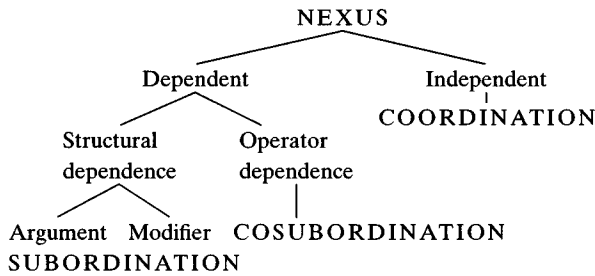 NEXUS
Dependent Independent
COORDINATION
Structural Operator
dependence dependence
Argument Modifier COSUBORDINATION
SUBORDINATION